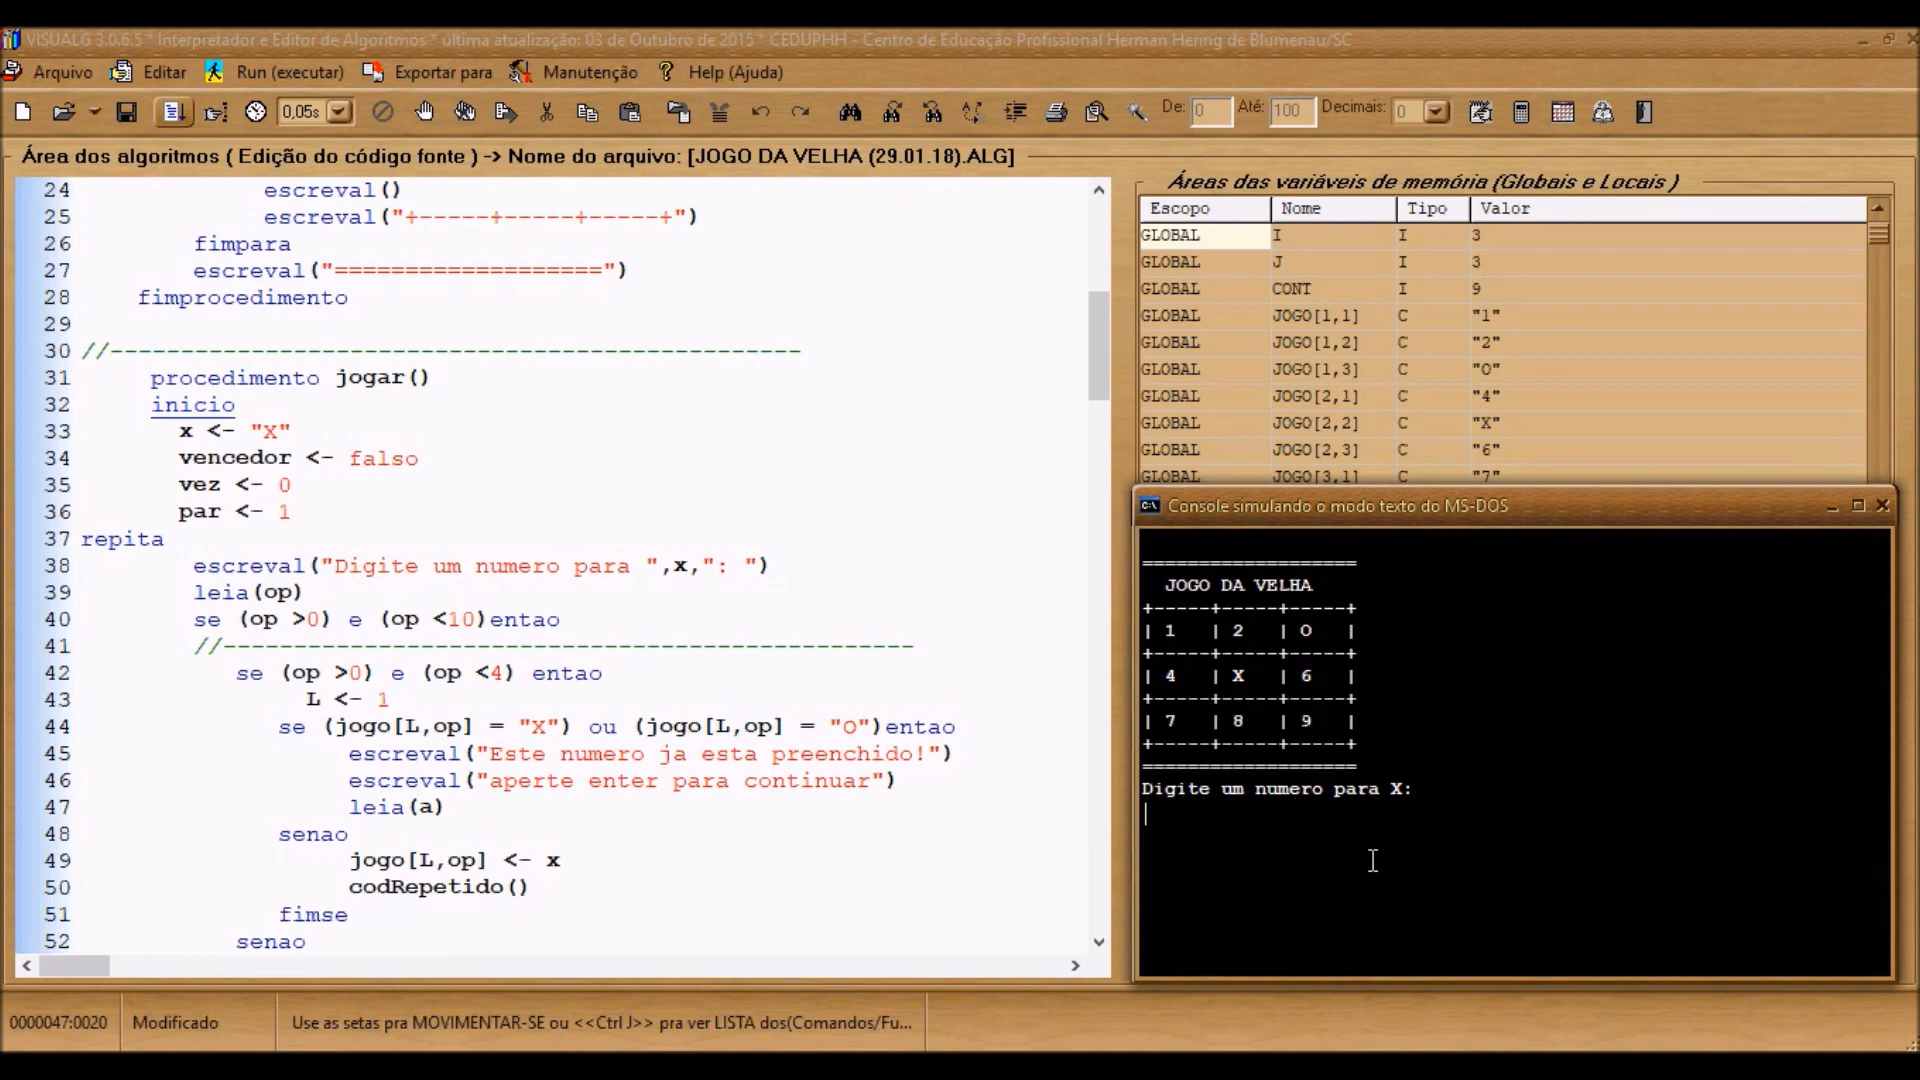 VISUALG 3.0.6.5 * Interpretador e Editor de Algoritmos * última atualização: 03 de Outubro de 2015 * CEDUPHH - Centro de Educação Profissional Herman Hering de Blumenau/SC
Arquivo Editar Run (executar) Exportar para Manutenção Help (Ajuda)
0,05s De: 0 Até: 100 Decimais: 0
Área dos algoritmos ( Edição do código fonte ) -> Nome do arquivo: [JOGO DA VELHA (29.01.18).ALG]
24 escreval()
25 escreval("+-----+-----+-----+")
26 fimpara
27 escreval("===================")
28 fimprocedimento
29
30 //-------------------------------------------------
31 procedimento jogar()
32 inicio
33 x <- "X"
34 vencedor <- falso
35 vez <- 0
36 par <- 1
37 repita
38 escreval("Digite um numero para ",x,": ")
39 leia(op)
40 se (op >0) e (op <10)entao
41 //-------------------------------------------------
42 se (op >0) e (op <4) entao
43 L <- 1
44 se (jogo[L,op] = "X") ou (jogo[L,op] = "O")entao
45 escreval("Este numero ja esta preenchido!")
46 escreval("aperte enter para continuar")
47 leia(a)
48 senao
49 jogo[L,op] <- x
50 codRepetido()
51 fimse
52 senao
Áreas das variáveis de memória (Globais e Locais )
Escopo Nome Tipo Valor
GLOBAL I I 3
GLOBAL J I 3
GLOBAL CONT I 9
GLOBAL JOGO[1,1] C "1"
GLOBAL JOGO[1,2] C "2"
GLOBAL JOGO[1,3] C "O"
GLOBAL JOGO[2,1] C "4"
GLOBAL JOGO[2,2] C "X"
GLOBAL JOGO[2,3] C "6"
GLOBAL JOGO[3,1] C "7"
Console simulando o modo texto do MS-DOS
===================
JOGO DA VELHA
+-----+-----+-----+
| 1 | 2 | O |
+-----+-----+-----+
| 4 | X | 6 |
+-----+-----+-----+
| 7 | 8 | 9 |
+-----+-----+-----+
===================
Digite um numero para X:
0000047:0020 Modificado Use as setas pra MOVIMENTAR-SE ou <<Ctrl J>> pra ver LISTA dos(Comandos/Fu...